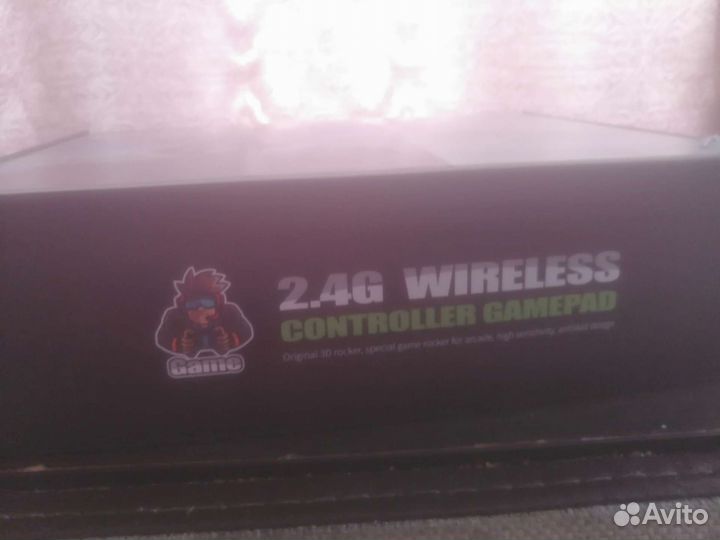 2.4G WIRELESS
CONTROLLER GAMEPAD
Original 3D rocker, special game rocker for arcade, high sensitivity, antiskid design
Game
Avito